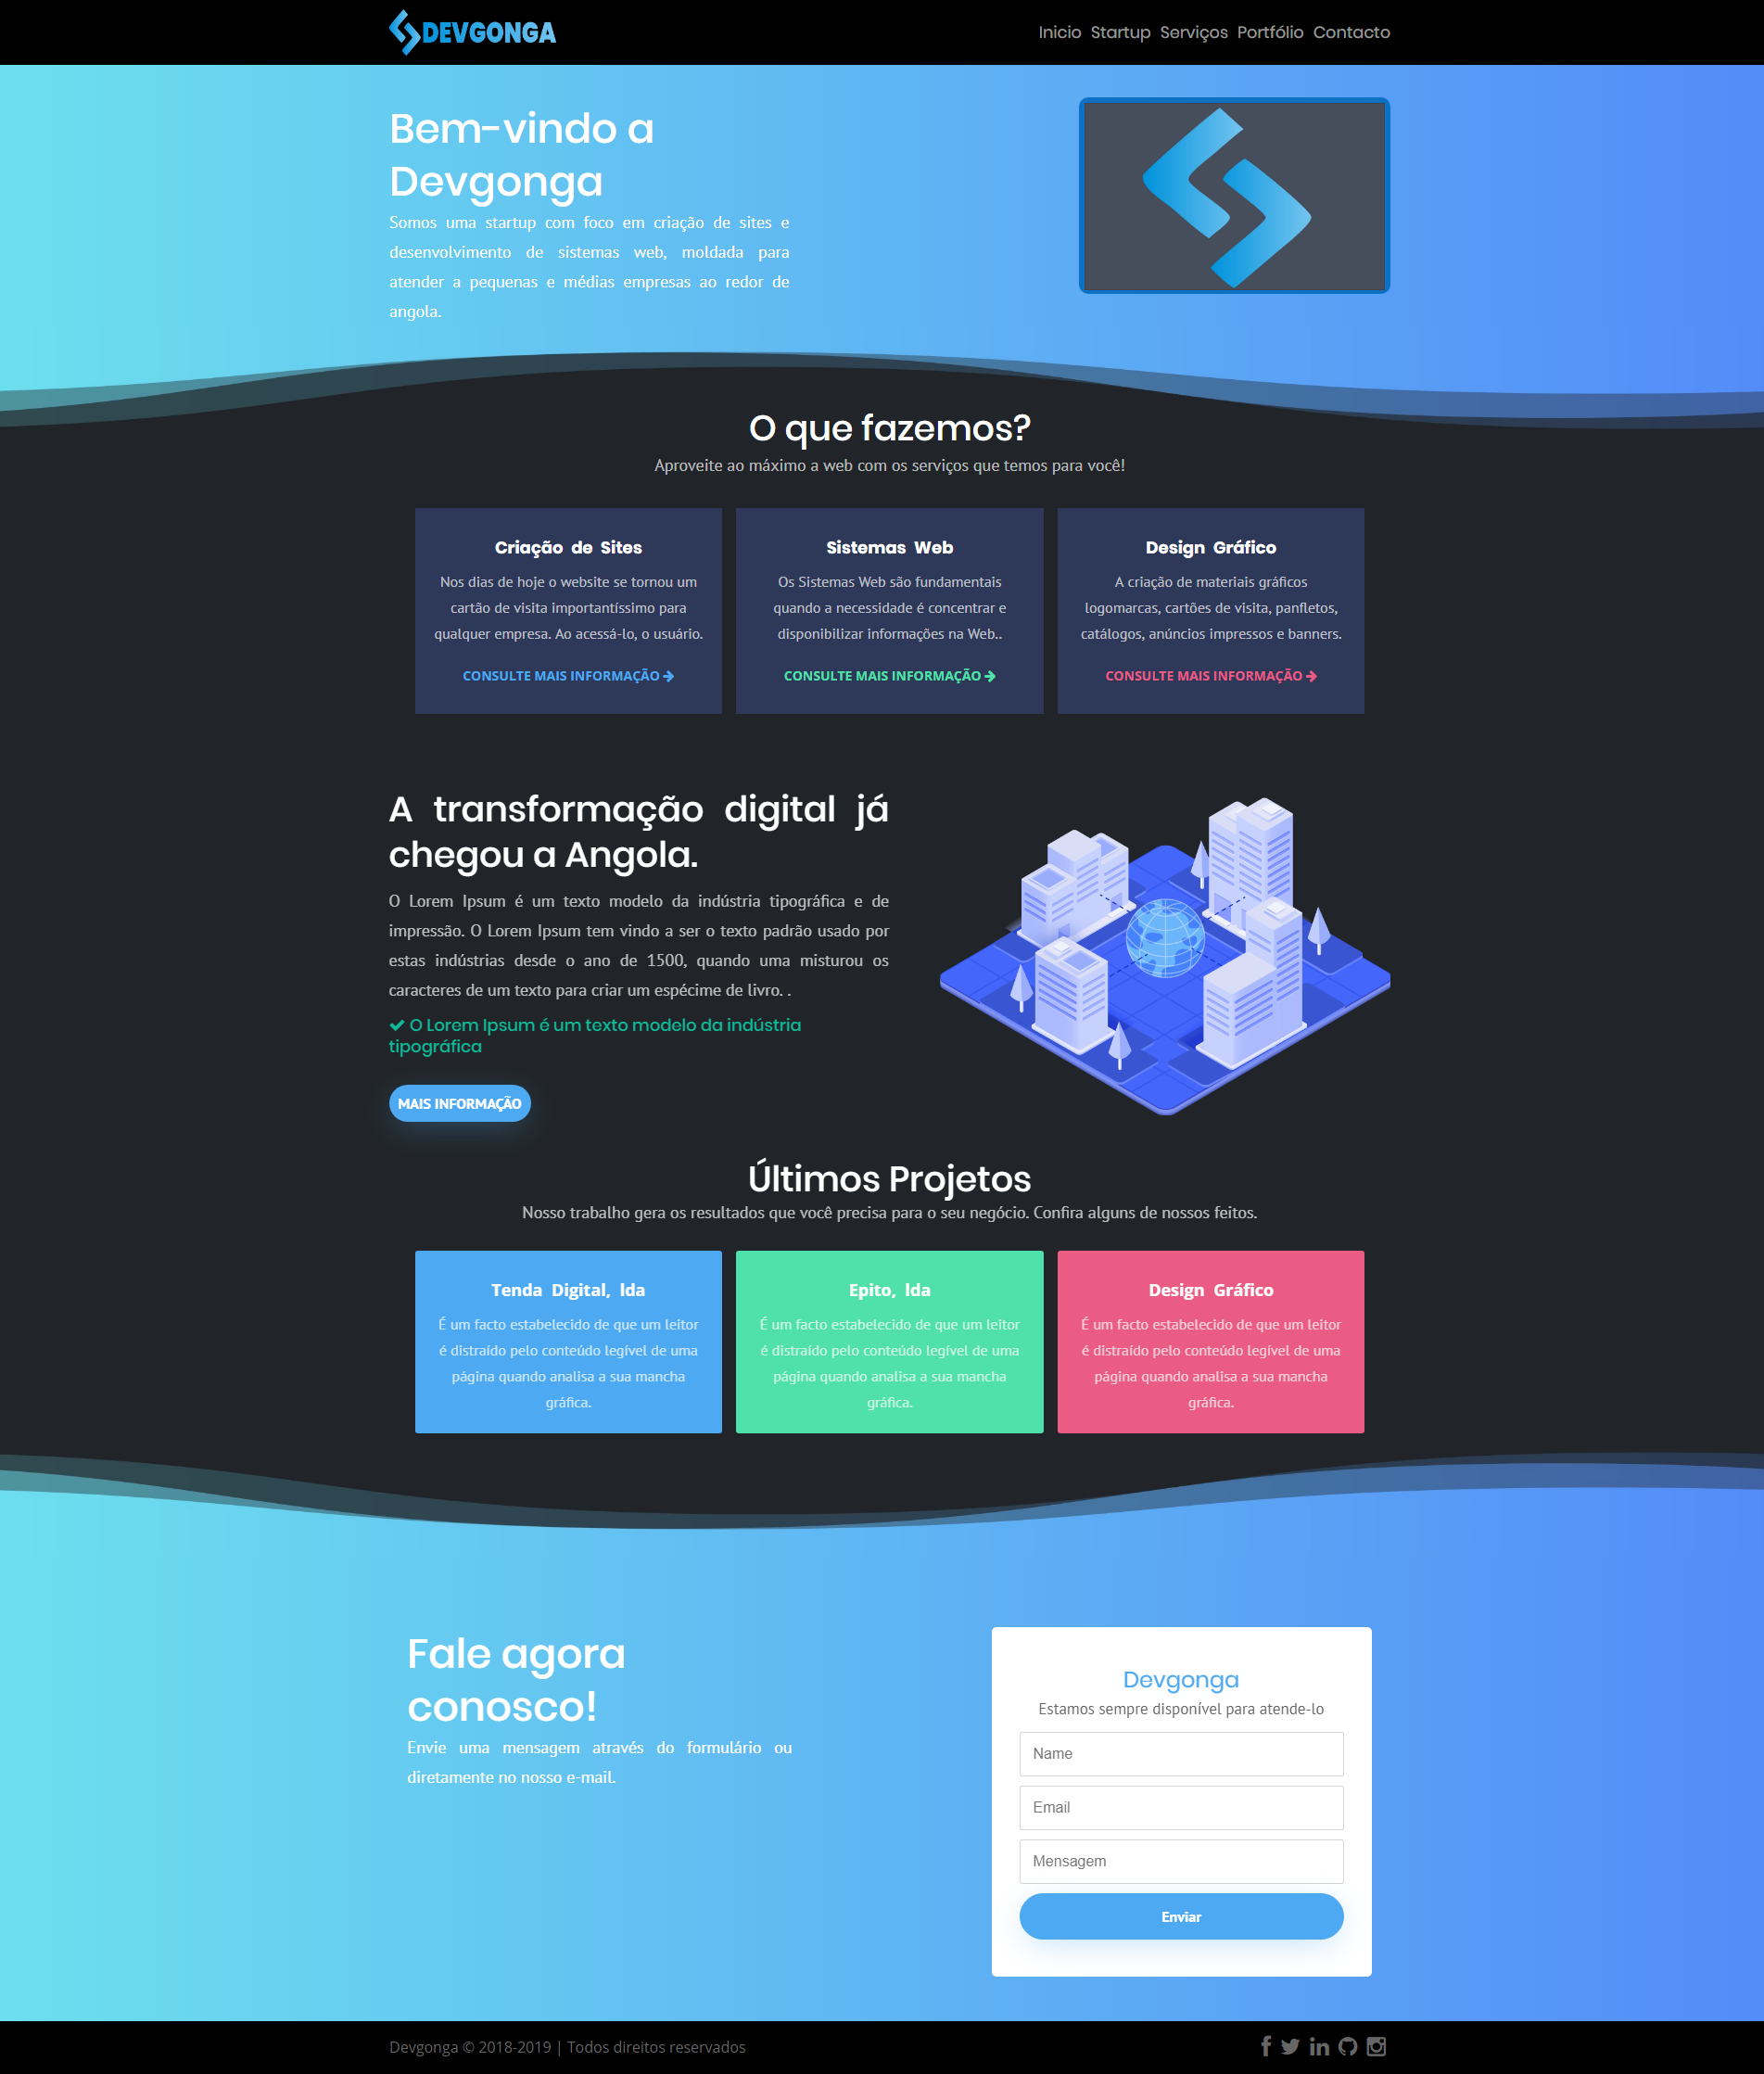 DEVGONGA
Inicio Startup Serviços Portfólio Contacto
Bem-vindo a
Devgonga
Somos uma startup com foco em criação de sites e
desenvolvimento de sistemas web, moldada para
atender a pequenas e médias empresas ao redor de
angola.
O que fazemos?
Aproveite ao máximo a web com os serviços que temos para você!
Criação de Sites
Nos dias de hoje o website se tornou um
cartão de visita importantíssimo para
qualquer empresa. Ao acessá-lo, o usuário.
CONSULTE MAIS INFORMAÇÃO
Sistemas Web
Os Sistemas Web são fundamentais
quando a necessidade é concentrar e
disponibilizar informações na Web..
CONSULTE MAIS INFORMAÇÃO
Design Gráfico
A criação de materiais gráficos
logomarcas, cartões de visita, panfletos,
catálogos, anúncios impressos e banners.
CONSULTE MAIS INFORMAÇÃO
A transformação digital já
chegou a Angola.
O Lorem Ipsum é um texto modelo da indústria tipográfica e de
impressão. O Lorem Ipsum tem vindo a ser o texto padrão usado por
estas indústrias desde o ano de 1500, quando uma misturou os
caracteres de um texto para criar um espécime de livro. .
O Lorem Ipsum é um texto modelo da indústria
tipográfica
MAIS INFORMAÇÃO
Últimos Projetos
Nosso trabalho gera os resultados que você precisa para o seu negócio. Confira alguns de nossos feitos.
Tenda Digital, lda
É um facto estabelecido de que um leitor
é distraído pelo conteúdo legível de uma
página quando analisa a sua mancha
gráfica.
Epito, lda
É um facto estabelecido de que um leitor
é distraído pelo conteúdo legível de uma
página quando analisa a sua mancha
gráfica.
Design Gráfico
É um facto estabelecido de que um leitor
é distraído pelo conteúdo legível de uma
página quando analisa a sua mancha
gráfica.
Fale agora
conosco!
Envie uma mensagem através do formulário ou
diretamente no nosso e-mail.
Devgonga
Estamos sempre disponível para atende-lo
Name
Email
Mensagem
Enviar
Devgonga © 2018-2019 | Todos direitos reservados